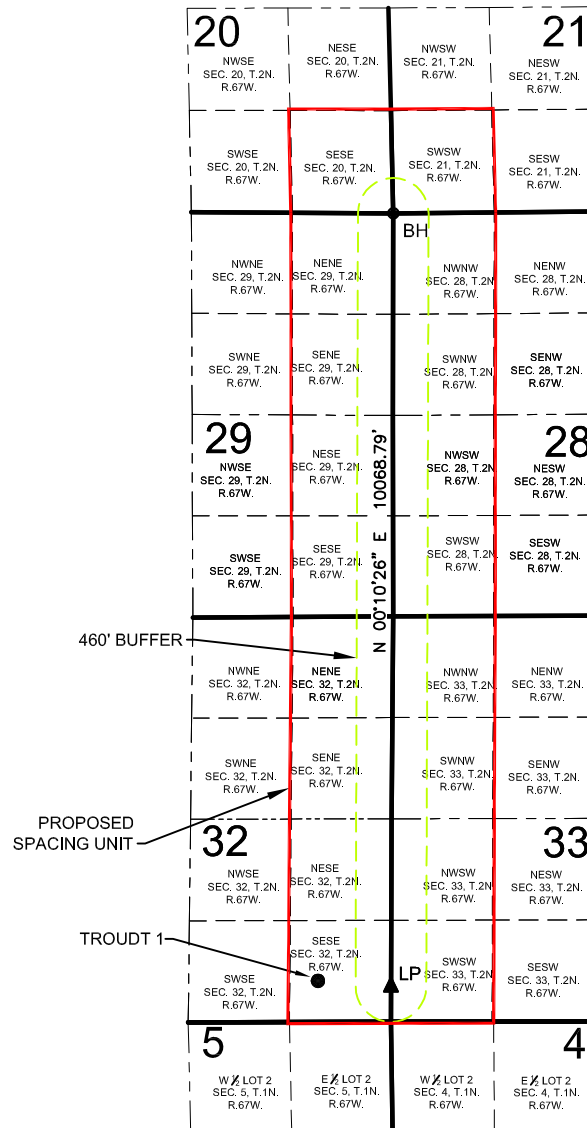 20
21
NWSE
SEC. 20, T.2N.
R.67W.
NESE
SEC. 20, T.2N.
R.67W.
NWSW
SEC. 21, T.2N.
R.67W.
NESW
SEC. 21, T.2N.
R.67W.
SWSE
SEC. 20, T.2N.
R.67W.
SESE
SEC. 20, T.2N.
R.67W.
SWSW
SEC. 21, T.2N.
R.67W.
SESW
SEC. 21, T.2N.
R.67W.
BH
NWNE
SEC. 29, T.2N.
R.67W.
NENE
SEC. 29, T.2N.
R.67W.
NWNW
SEC. 28, T.2N.
R.67W.
NENW
SEC. 28, T.2N.
R.67W.
SWNE
SEC. 29, T.2N.
R.67W.
SENE
SEC. 29, T.2N.
R.67W.
SWNW
SEC. 28, T.2N.
R.67W.
SENW
SEC. 28, T.2N.
R.67W.
29
28
NWSE
SEC. 29, T.2N.
R.67W.
NESE
SEC. 29, T.2N.
R.67W.
NWSW
SEC. 28, T.2N.
R.67W.
NESW
SEC. 28, T.2N.
R.67W.
N 00°10'26" E 10068.79'
SWSE
SEC. 29, T.2N.
R.67W.
SESE
SEC. 29, T.2N.
R.67W.
SWSW
SEC. 28, T.2N.
R.67W.
SESW
SEC. 28, T.2N.
R.67W.
460' BUFFER
NWNE
SEC. 32, T.2N.
R.67W.
NENE
SEC. 32, T.2N.
R.67W.
NWNW
SEC. 33, T.2N.
R.67W.
NENW
SEC. 33, T.2N.
R.67W.
SWNE
SEC. 32, T.2N.
R.67W.
SENE
SEC. 32, T.2N.
R.67W.
SWNW
SEC. 33, T.2N.
R.67W.
SENW
SEC. 33, T.2N.
R.67W.
PROPOSED
SPACING UNIT
32
33
NWSE
SEC. 32, T.2N.
R.67W.
NESE
SEC. 32, T.2N.
R.67W.
NWSW
SEC. 33, T.2N.
R.67W.
NESW
SEC. 33, T.2N.
R.67W.
TROUDT 1
SWSE
SEC. 32, T.2N.
R.67W.
SESE
SEC. 32, T.2N.
R.67W.
LP
SWSW
SEC. 33, T.2N.
R.67W.
SESW
SEC. 33, T.2N.
R.67W.
5
4
W ½ LOT 2
SEC. 5, T.1N.
R.67W.
E ½ LOT 2
SEC. 5, T.1N.
R.67W.
W ½ LOT 2
SEC. 4, T.1N.
R.67W.
E ½ LOT 2
SEC. 4, T.1N.
R.67W.